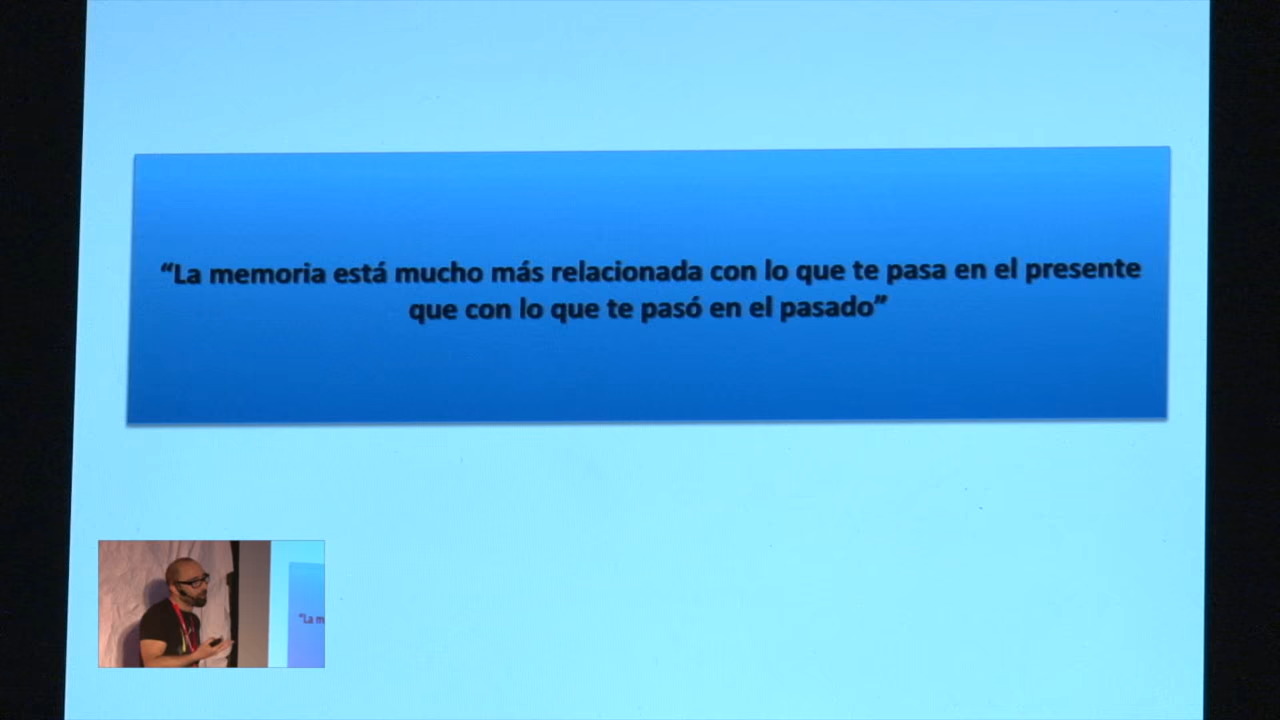 “La memoria está mucho más relacionada con lo que te pasa en el presente
que con lo que te pasó en el pasado”
“La m